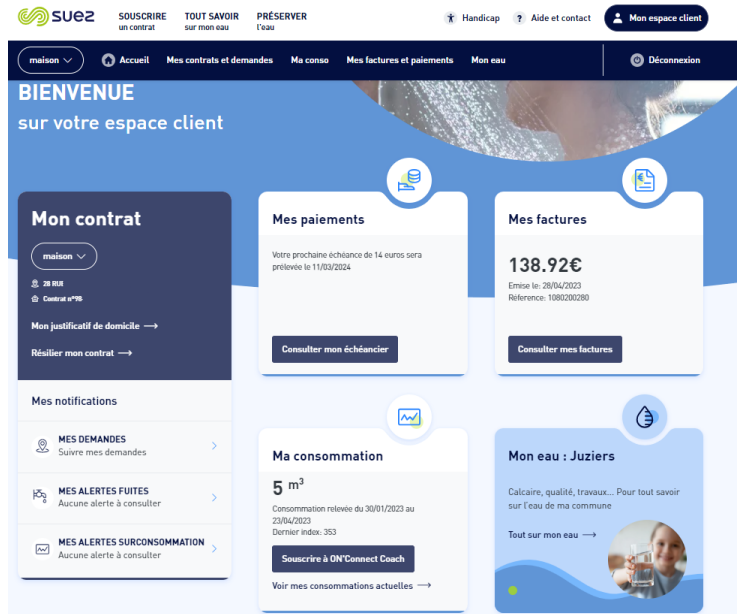 suez
SOUSCRIRE
un contrat
TOUT SAVOIR
sur mon eau
PRÉSERVER
l'eau
Handicap
? Aide et contact
Mon espace client
maison
Accueil
Mes contrats et demandes
Ma conso
Mes factures et paiements
Mon eau
Déconnexion
BIENVENUE
sur votre espace client
Mon contrat
maison
28 RUI
Contrat n°98-
Mon justificatif de domicile
Résilier mon contrat
Mes notifications
MES DEMANDES
Suivre mes demandes
MES ALERTES FUITES
Aucune alerte à consulter
MES ALERTES SURCONSOMMATION
Aucune alerte à consulter
Mes paiements
Votre prochaine échéance de 14 euros sera
prélevée le 11/03/2024
Consulter mon échéancier
Mes factures
138.92€
Emise le: 28/04/2023
Réference: 1080200280
Consulter mes factures
Ma consommation
5 m³
Consommation relevée du 30/01/2023 au
23/04/2023
Dernier index: 353
Souscrire à ON'Connect Coach
Voir mes consommations actuelles
Mon eau : Juziers
Calcaire, qualité, travaux... Pour tout savoir
sur l'eau de ma commune
Tout sur mon eau